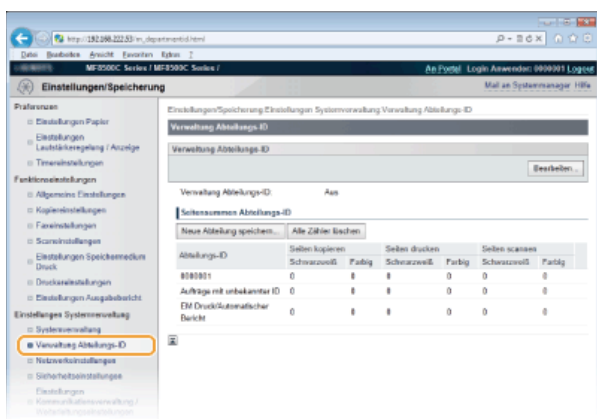 http://192.168.222.53/m_departmentid.html
Datei Bearbeiten Ansicht Favoriten Extras ?
MF8500C Series / MF8500C Series /
An Portal Login Anwender: 0000001 Logout
Einstellungen/Speicherung
Mail an Systemmanager Hilfe
Präferenzen
Einstellungen Papier
Einstellungen
Lautstärkeregelung / Anzeige
Timereinstellungen
Funktionseinstellungen
Allgemeine Einstellungen
Kopiereinstellungen
Faxeinstellungen
Scaneinstellungen
Einstellungen Speichermedium
Druck
Druckereinstellungen
Einstellungen Ausgabebericht
Einstellungen Systemverwaltung
Systemverwaltung
Verwaltung Abteilungs-ID
Netzwerkeinstellungen
Sicherheitseinstellungen
Einstellungen
Kommunikationsverwaltung /
Weiterleitungseinstellungen
Einstellungen/Speicherung:Einstellungen Systemverwaltung:Verwaltung Abteilungs-ID
Verwaltung Abteilungs-ID
Verwaltung Abteilungs-ID
Bearbeiten...
Verwaltung Abteilungs-ID: Aus
Seitensummen Abteilungs-ID
Neue Abteilung speichern... Alle Zähler löschen
Abteilungs-ID Seiten kopieren Seiten drucken Seiten scannen
Schwarzweiß Farbig Schwarzweiß Farbig Schwarzweiß Farbig
0000001 0 0 0 0 0 0
Aufträge mit unbekannter ID 0 0 0 0 0 0
EM Druck/Automatischer
Bericht 0 0 0 0 0 0